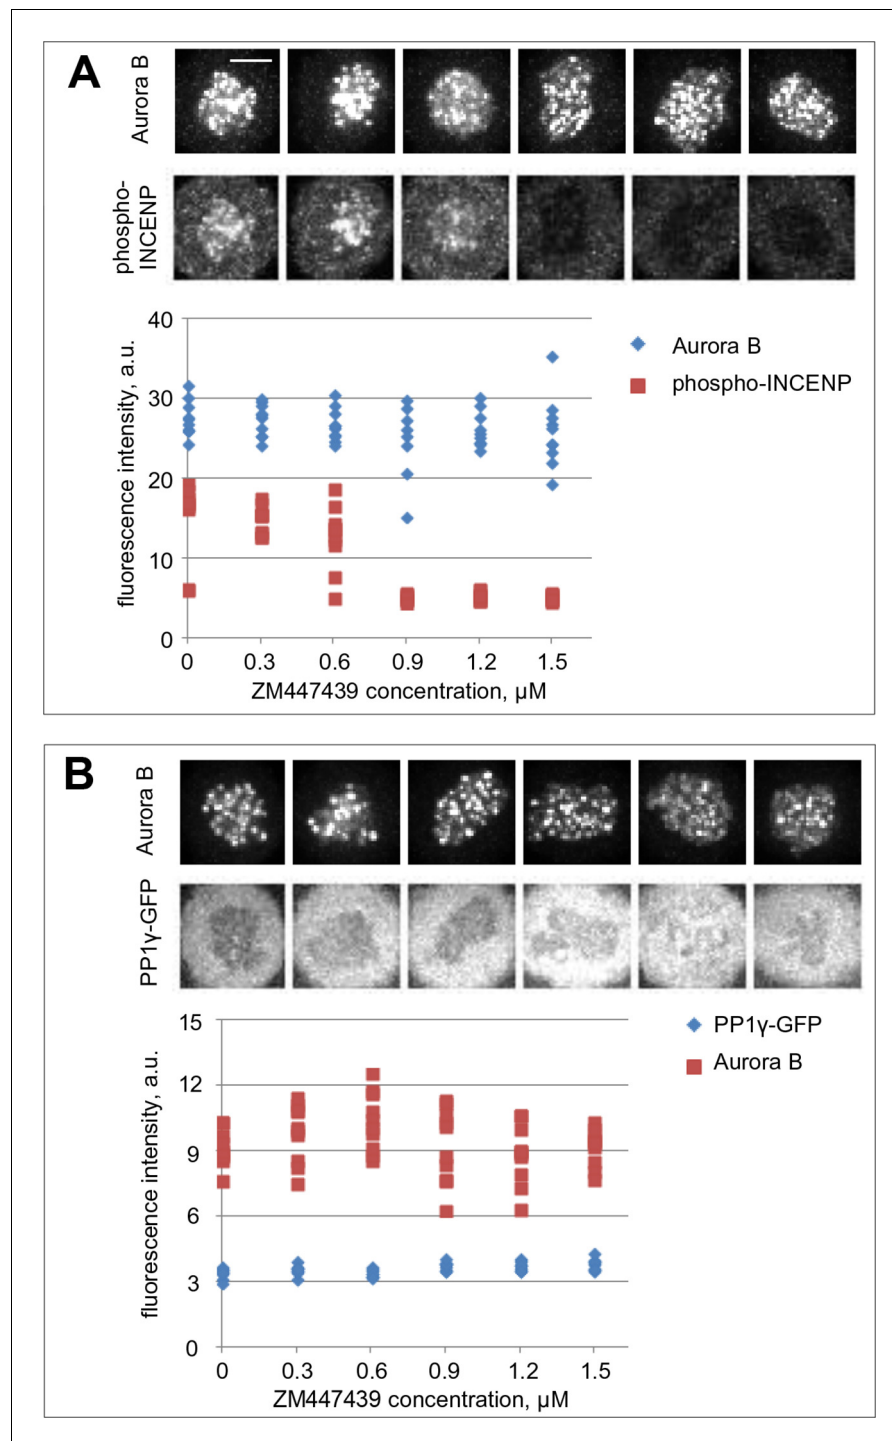 A
Aurora B
phospho-
INCENP
fluorescence intensity, a.u.
40
30
20
10
0
0 0.3 0.6 0.9 1.2 1.5
ZM447439 concentration, µM
Aurora B
phospho-INCENP
B
Aurora B
PP1γ-GFP
fluorescence intensity, a.u.
15
12
9
6
3
0
0 0.3 0.6 0.9 1.2 1.5
ZM447439 concentration, µM
PP1γ-GFP
Aurora B